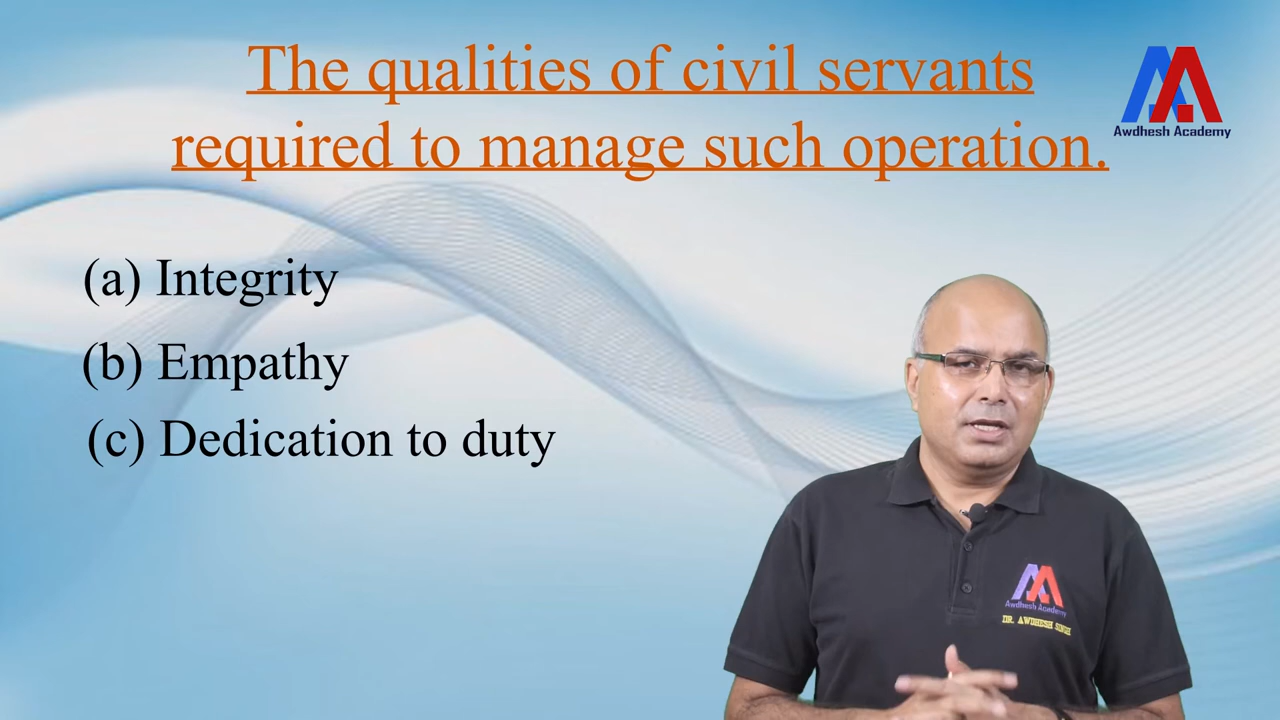 The qualities of civil servants
required to manage such operation.
Awdhesh Academy
(a) Integrity
(b) Empathy
(c) Dedication to duty
Awdhesh Academy
DR. AWDHESH SINGH